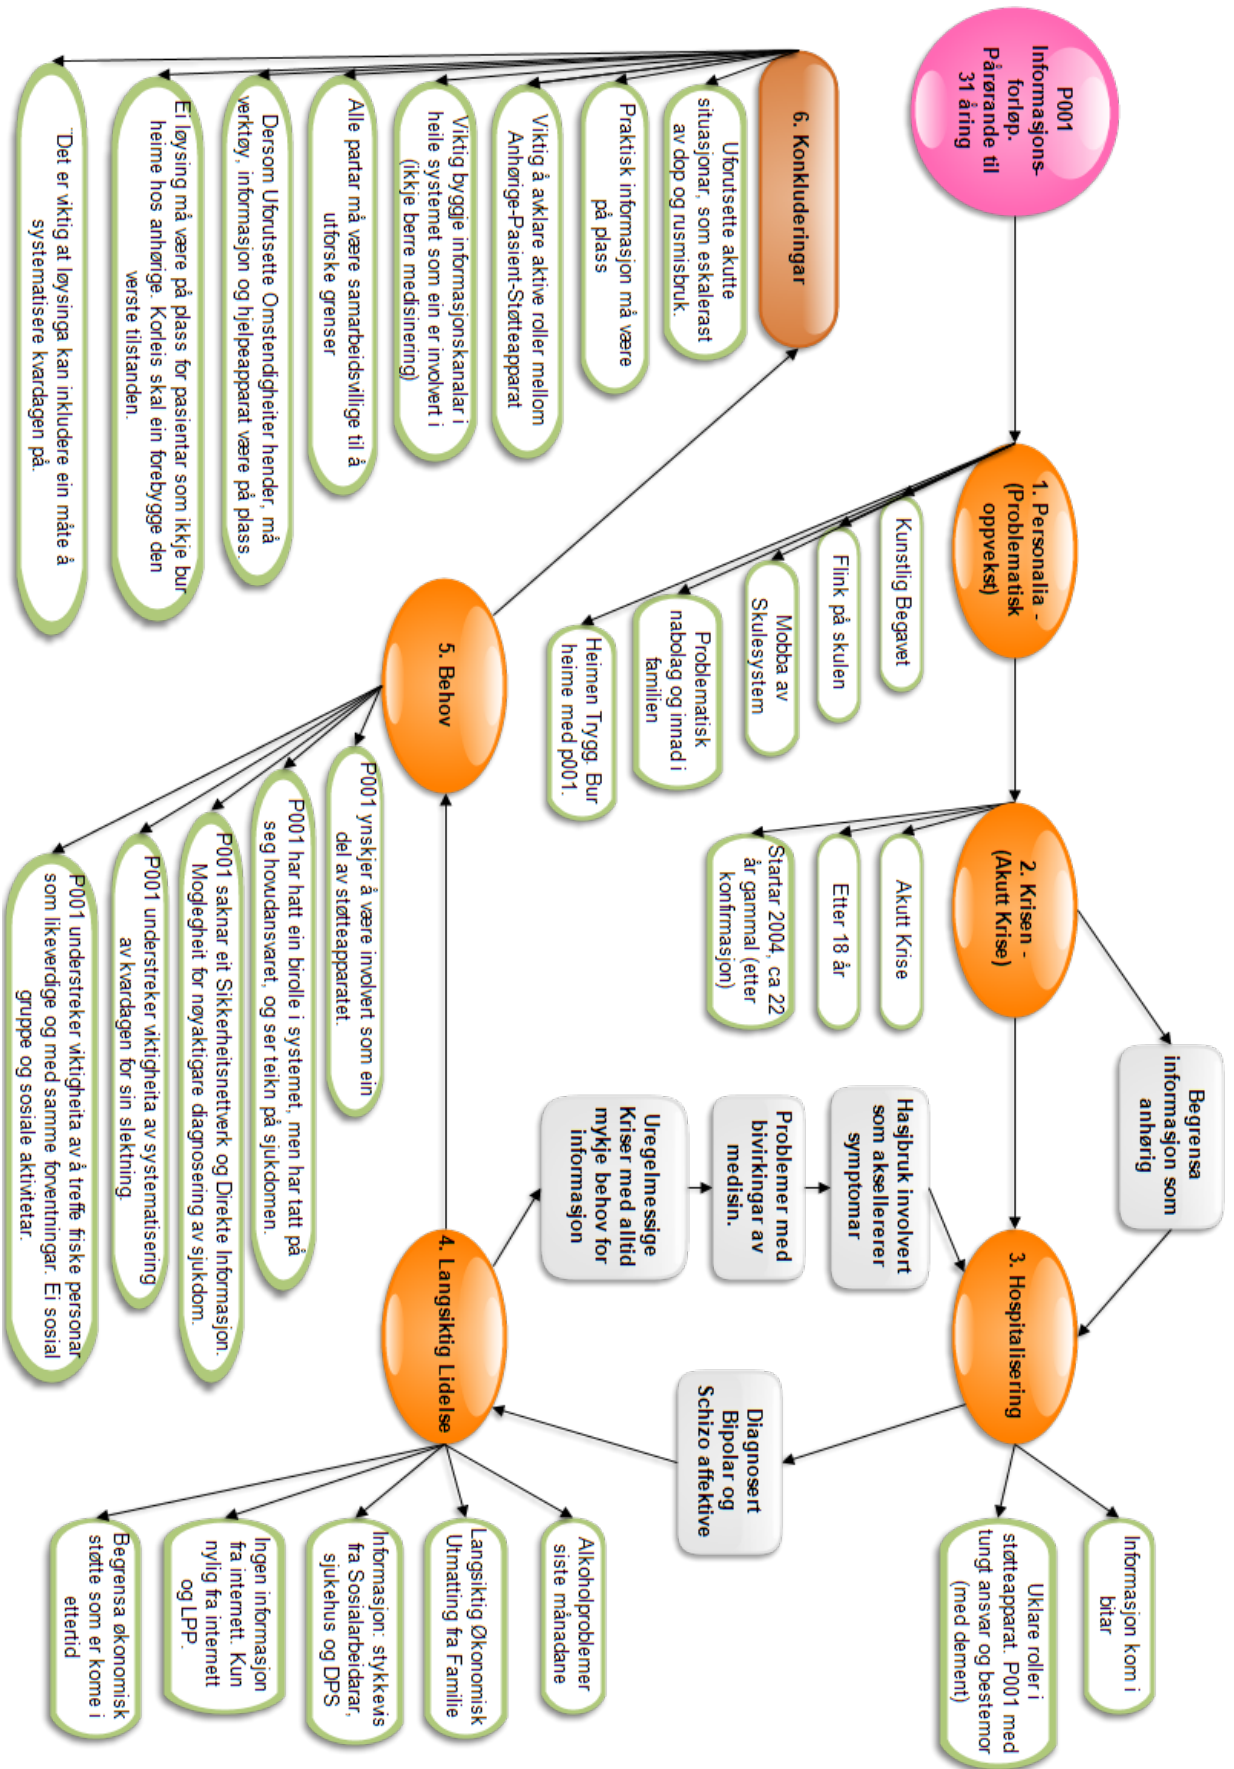 P001
Informasjons-
forløp.
Pårørande til
31 åring
1. Personalia -
(Problematisk
oppvekst)
Kunstlig Begavet
Flink på skulen
Mobba av
Skulesystem
Problematisk
nabolag og innad i
familien
Heimen Trygg. Bur
heime med p001.
2. Krisen -
(Akutt Krise)
Akutt Krise
Etter 18 år
Startar 2004, ca 22
år gammal (etter
konfirmasjon)
Begrensa
informasjon som
anhørig
3. Hospitalisering
Informasjon kom i
bitar
Uklare roller i
støtteapparat. P001 med
tungt ansvar og bestemor
(med dement)
Diagnosert
Bipolar og
Schizo affektive
Hasjbruk involvert
som aksellererer
symptomar
Problemer med
bivirkingar av
medisin.
Uregelmessige
Kriser med alltid
mykje behov for
informasjon
4. Langsiktig Lidelse
Alkoholproblemer
siste månadane
Langsiktig Økonomisk
Utmatting fra Familie
Informasjon: stykkevis
fra Sosialarbeidarar,
sjukehus og DPS
Ingen informasjon
fra internett. Kun
nylig fra internett
og LPP.
Begrensa økonomisk
støtte som er kome i
ettertid
5. Behov
P001 ynskjer å være involvert som ein
del av støtteapparatet.
P001 har hatt ein birolle i systemet, men har tatt på
seg hovudansvaret, og ser teikn på sjukdomen.
P001 saknar eit Sikkerheitsnettverk og Direkte Informasjon.
Moglegheit for nøyaktigare diagnosering av sjukdom.
P001 understreker viktigheita av systematisering
av kvardagen for sin slektning.
P001 understreker viktigheita av å treffe friske personar
som likeverdige og med samme forventningar. Ei sosial
gruppe og sosiale aktivitetar.
6. Konkluderingar
Uforutsette akutte
situasjonar, som eskalerast
av dop og rusmisbruk.
Praktisk informasjon må være
på plass
Viktig å avklare aktive roller mellom
Anhørige-Pasient-Støtteapparat
Viktig byggje informasjonskanalar i
heile systemet som ein er involvert i
(ikkje berre medisinering)
Alle partar må være samarbeidsvillige til å
utforske grenser
Dersom Uforutsette Omstendigheiter hender, må
verktøy, informasjon og hjelpeapparat være på plass.
Ei løysing må være på plass for pasientar som ikkje bur
heime hos anhørige. Korleis skal ein forebygge den
verste tilstanden.
¨Det er viktig at løysinga kan inkludere ein måte å
systematisere kvardagen på.